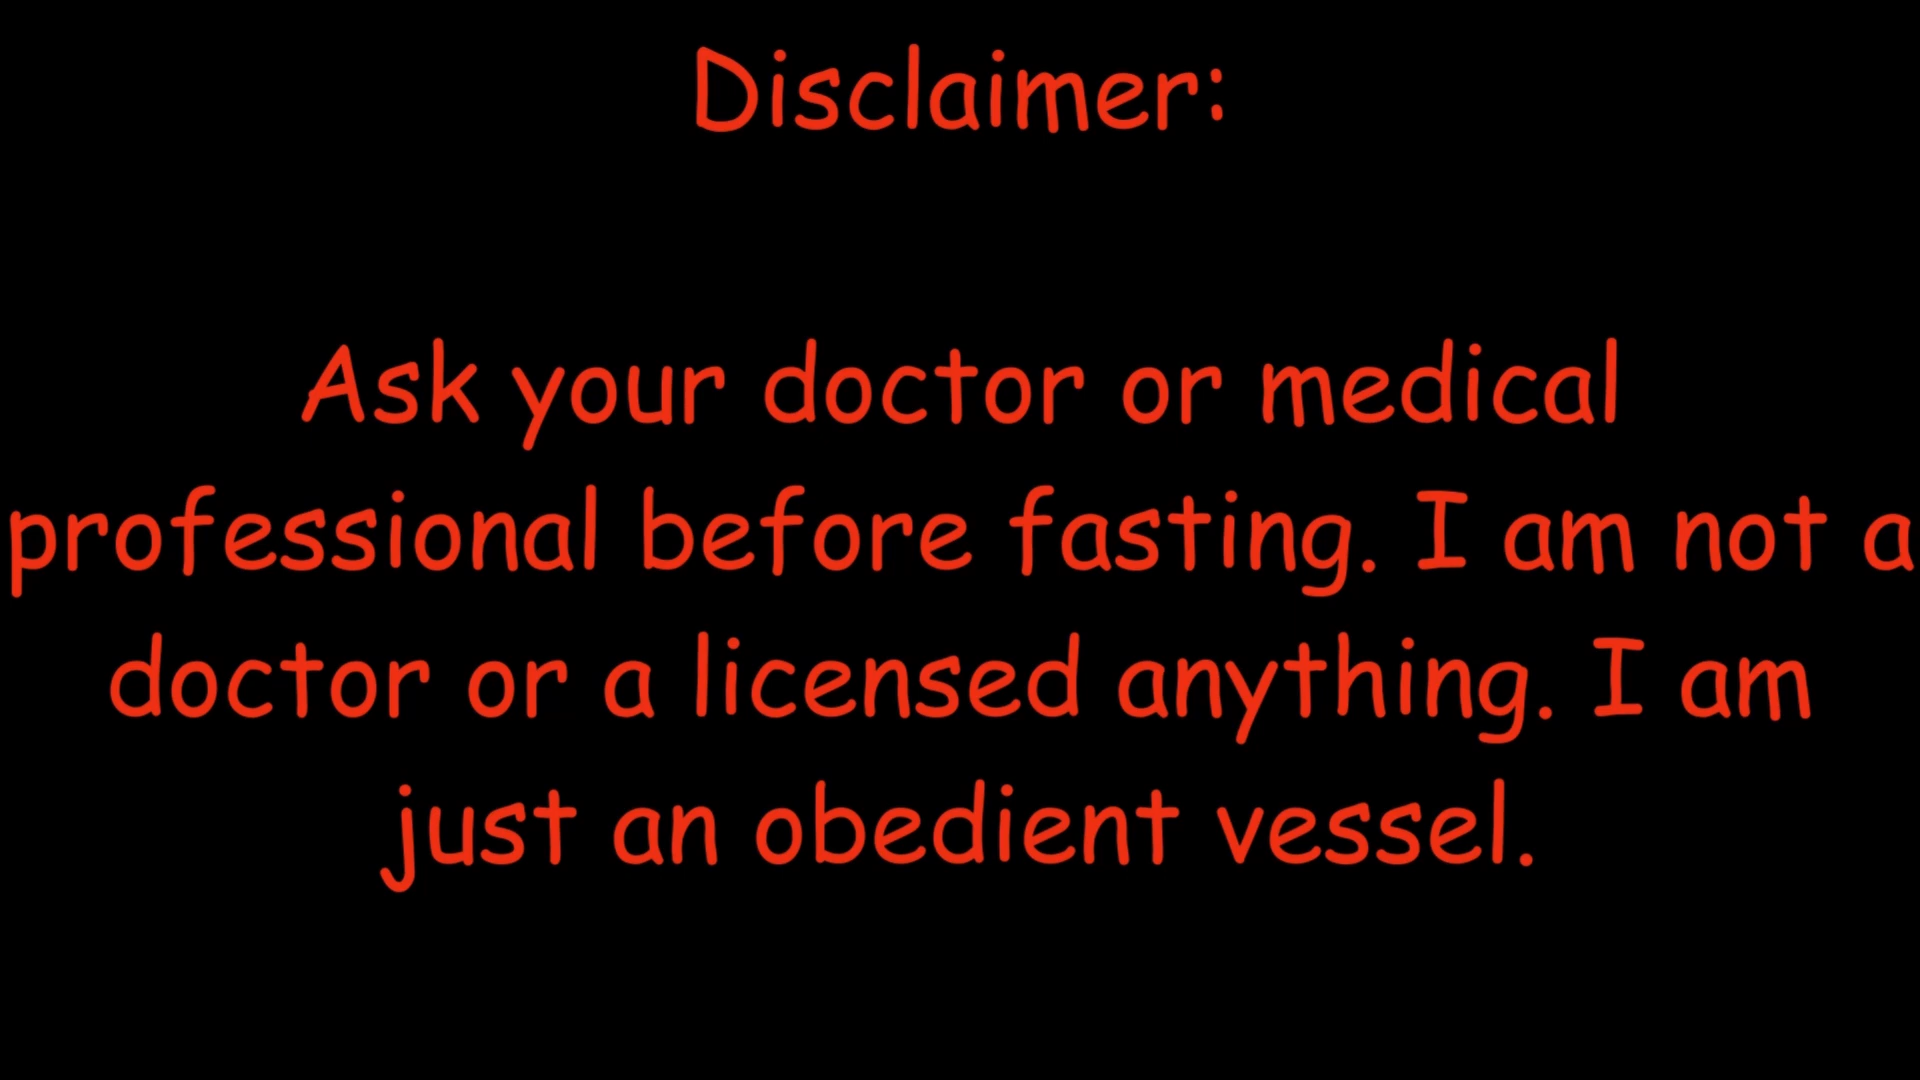 Disclaimer:
Ask your doctor or medical
professional before fasting. I am not a
doctor or a licensed anything. I am
just an obedient vessel.